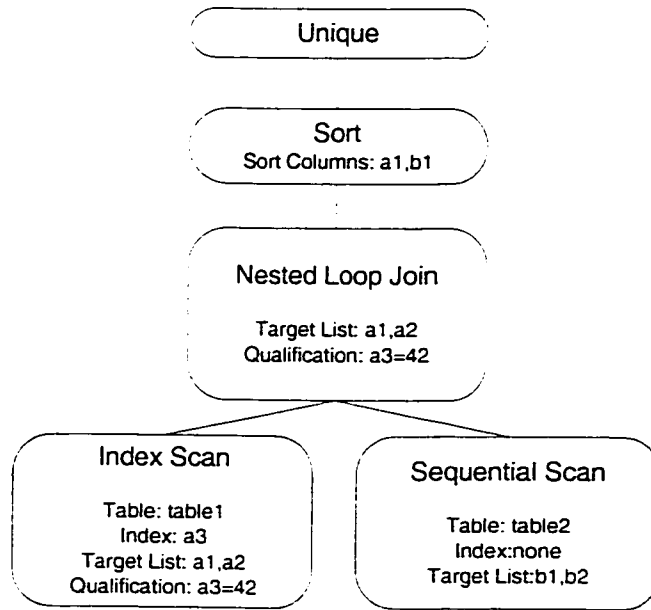 Unique
Sort
Sort Columns: a1,b1
Nested Loop Join
Target List: a1,a2
Qualification: a3=42
Index Scan
Table: table1
Index: a3
Target List: a1,a2
Qualification: a3=42
Sequential Scan
Table: table2
Index:none
Target List:b1,b2